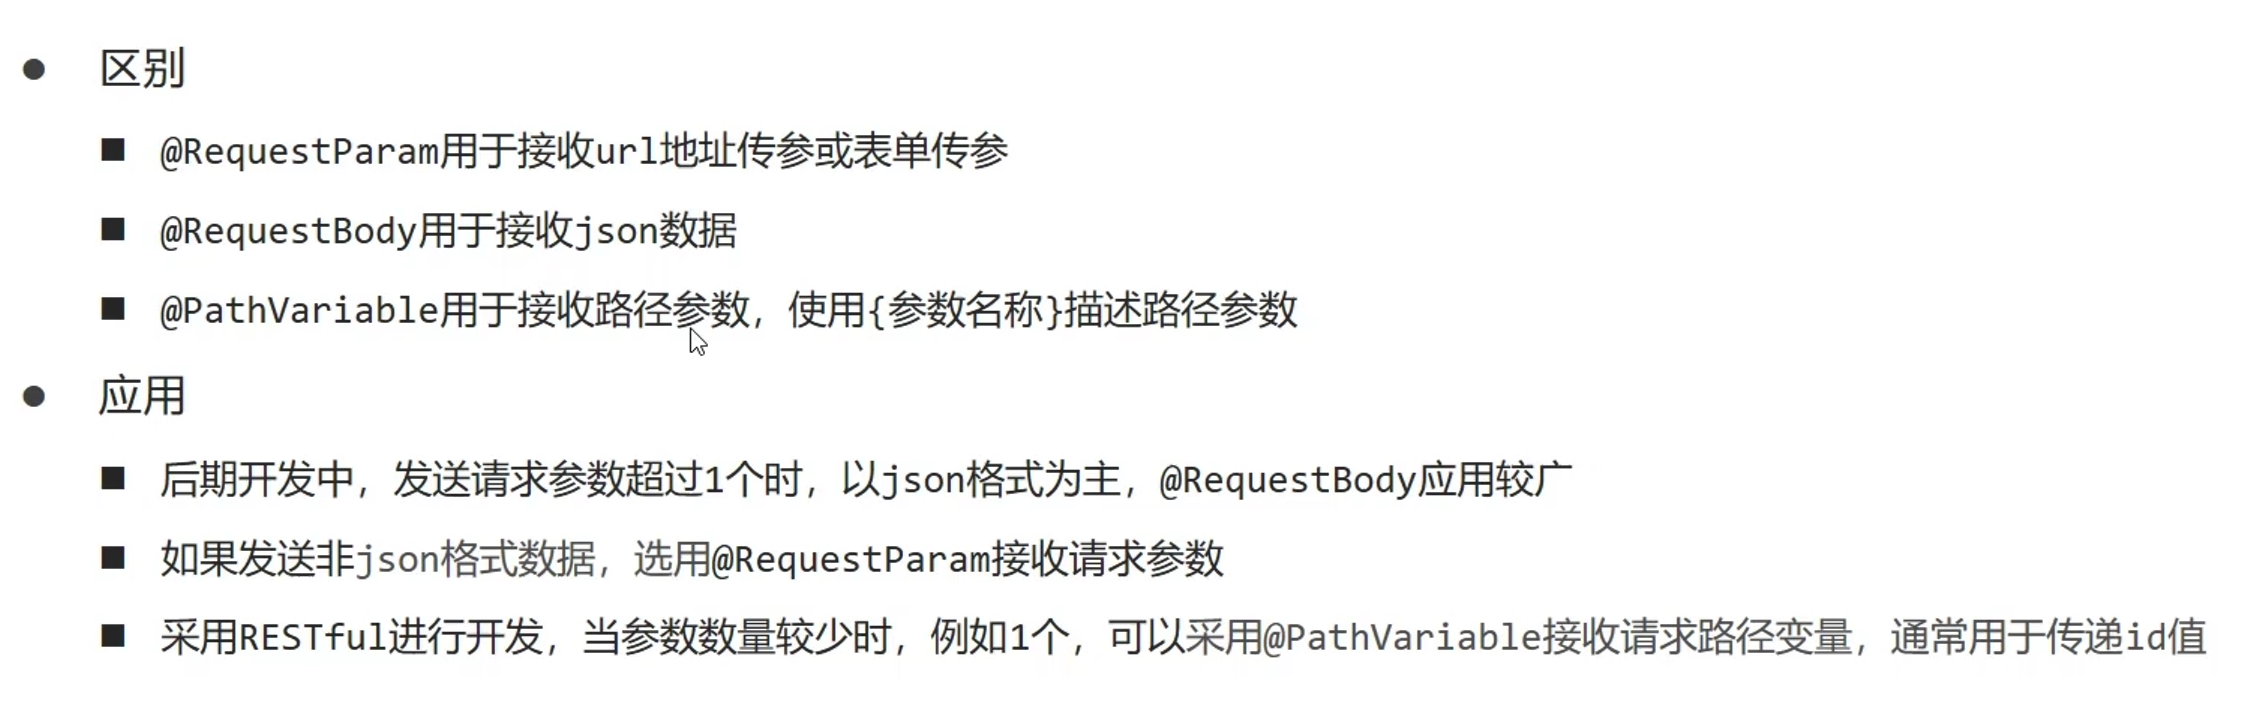 区别
@RequestParam用于接收url地址传参或表单传参
@RequestBody用于接收json数据
@PathVariable用于接收路径参数，使用{参数名称}描述路径参数
应用
后期开发中，发送请求参数超过1个时，以json格式为主，@RequestBody应用较广
如果发送非json格式数据，选用@RequestParam接收请求参数
采用RESTful进行开发，当参数数量较少时，例如1个，可以采用@PathVariable接收请求路径变量，通常用于传递id值